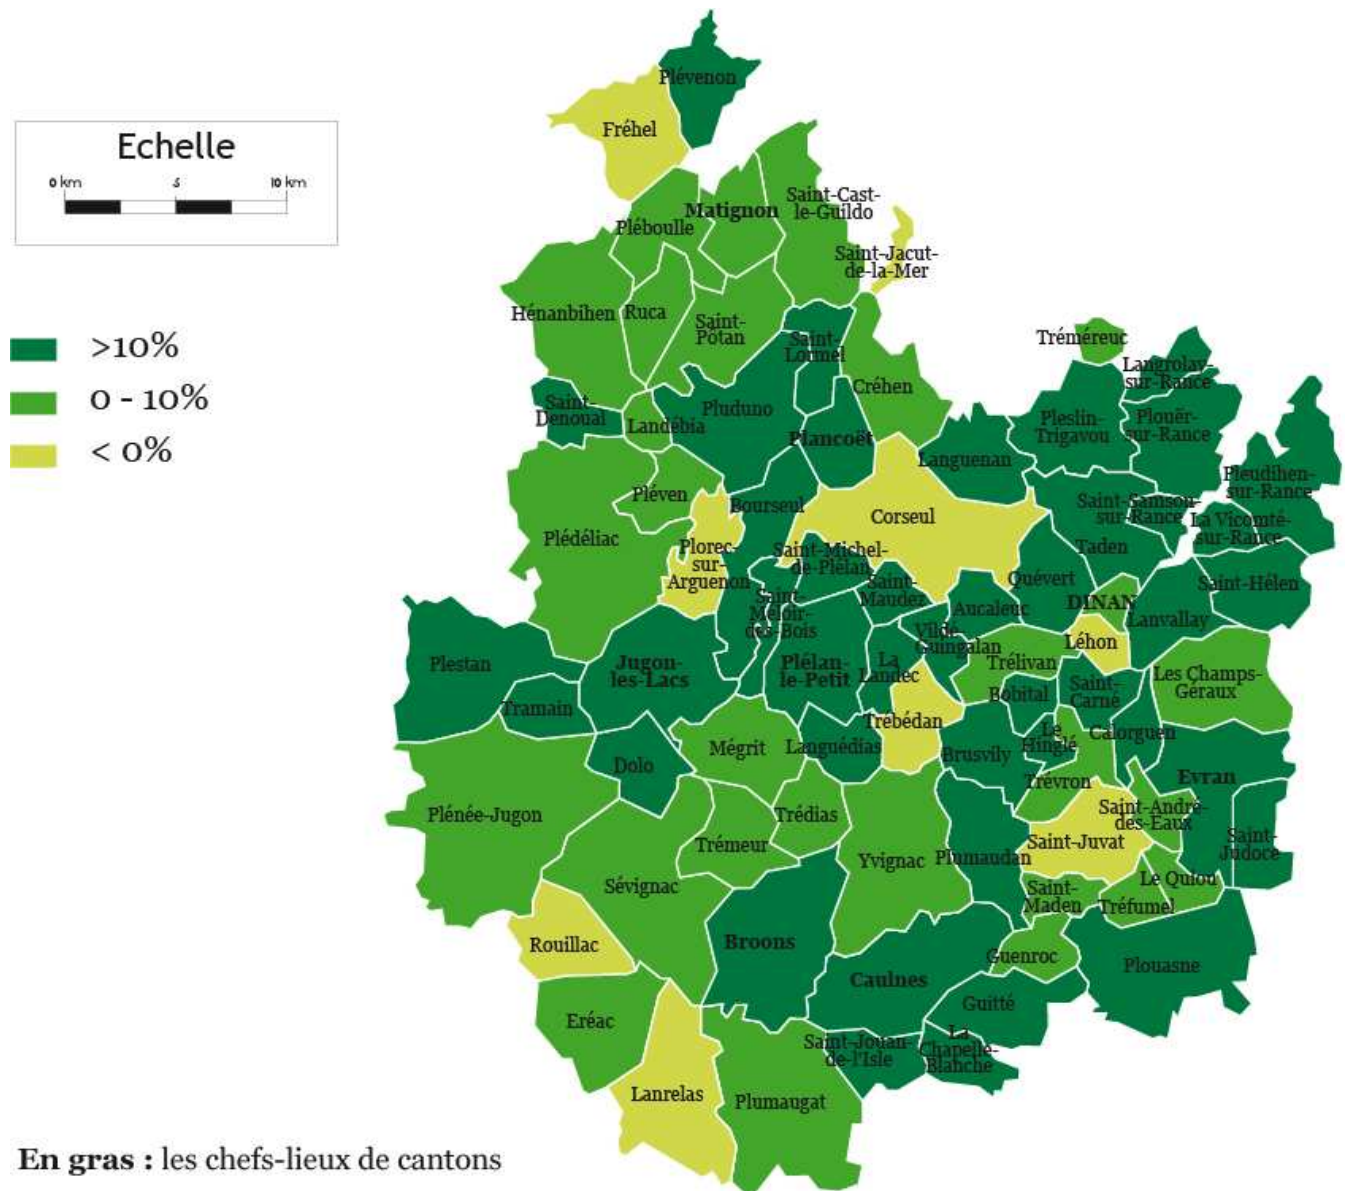 Echelle
0 km 5 10 km
>10%
0 - 10%
< 0%
Plévenon
Fréhel
Saint-Cast-
le-Guildo
Matignon
Pléboulle
Saint-Jacut-
de-la-Mer
Hénanbihen
Ruca
Saint-
Pôtan
Saint-
Lormel
Tréméreuc
Langrolay-
sur-Rance
Créhen
Saint-
Denoual
Landébia
Pluduno
Plancoët
Pleslin-
Trigavou
Plouër-
sur-Rance
Languenan
Pleudihen-
sur-Rance
Pléven
Bourseul
Corseul
Saint-Samson-
sur-Rance
La Vicomté-
sur-Rance
Plédéliac
Plorec-
sur-
Arguenon
Saint-Michel-
de-Plélan
Taden
Saint-
Maudez
Quévert
Saint-Hélen
Saint-
Méloir-
des-Bois
Aucaleuc
DINAN
Lanvallay
Vildé-
Guingalan
Léhon
Plestan
Jugon-
les-Lacs
Plélan-
le-Petit
La
Landec
Trélivan
Les Champs-
Géraux
Bobital
Saint-
Carné
Tramain
Trébédan
Mégrit
Languédias
Brusvily
Le
Hinglé
Calorguen
Dolo
Trévron
Evran
Plénée-Jugon
Trédias
Saint-André-
des-Eaux
Trémeur
Yvignac
Plumaudan
Saint-Juvat
Saint-
Judoce
Sévignac
Saint-
Maden
Le Quiou
Tréfumel
Rouillac
Broons
Guenroc
Plouasne
Caulnes
Guitté
Eréac
Saint-Jouan-
de-l'Isle
La
Chapelle-
Blanche
Lanrelas
Plumaugat
En gras : les chefs-lieux de cantons